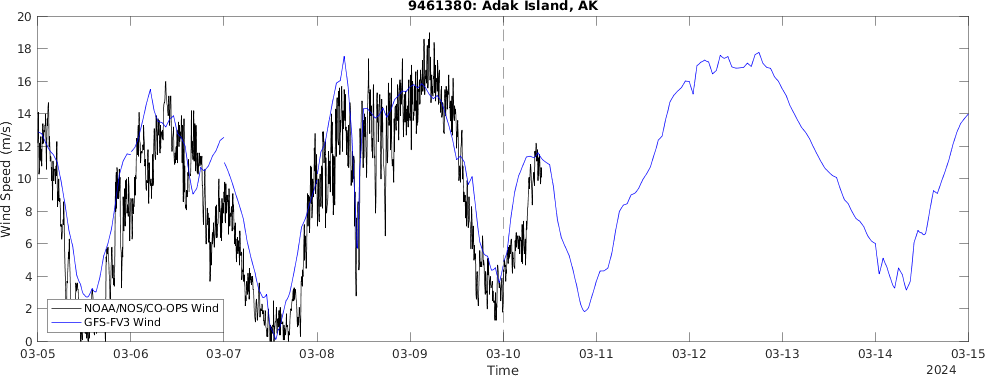 9461380: Adak Island, AK
Wind Speed (m/s)
20
18
16
14
12
10
8
6
4
2
0
NOAA/NOS/CO-OPS Wind
GFS-FV3 Wind
03-05 03-06 03-07 03-08 03-09 03-10 03-11 03-12 03-13 03-14 03-15
Time
2024